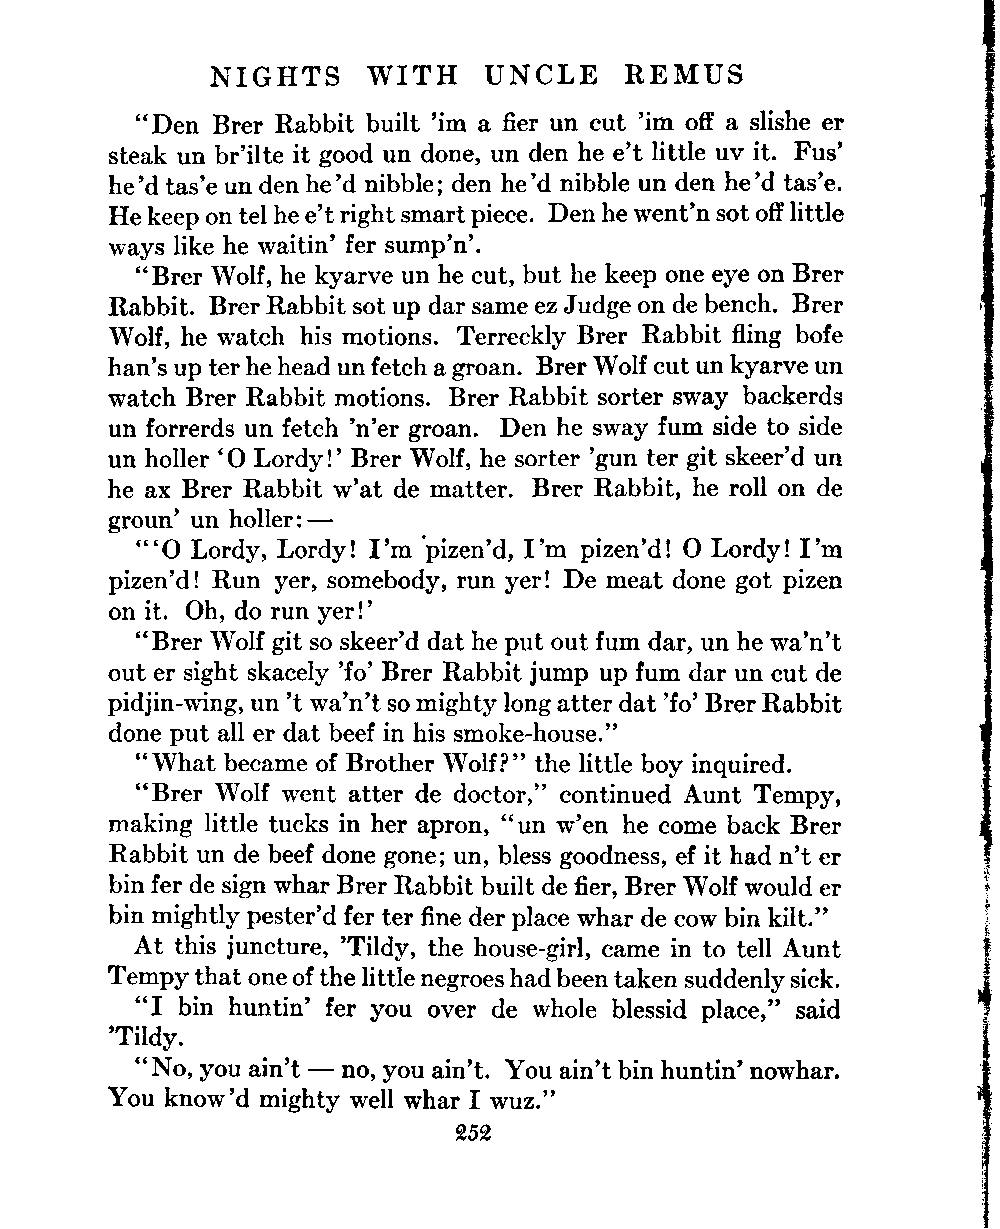 NIGHTS WITH UNCLE REMUS
“Den Brer Rabbit built ’im a fier un cut ’im off a slishe er
steak un br’ilte it good un done, un den he e’t little uv it. Fus’
he’d tas’e un den he’d nibble; den he’d nibble un den he’d tas’e.
He keep on tel he e’t right smart piece. Den he went’n sot off little
ways like he waitin’ fer sump’n’.
“Brer Wolf, he kyarve un he cut, but he keep one eye on Brer
Rabbit. Brer Rabbit sot up dar same ez Judge on de bench. Brer
Wolf, he watch his motions. Terreckly Brer Rabbit fling bofe
han’s up ter he head un fetch a groan. Brer Wolf cut un kyarve un
watch Brer Rabbit motions. Brer Rabbit sorter sway backerds
un forrerds un fetch ’n’er groan. Den he sway fum side to side
un holler ‘O Lordy!’ Brer Wolf, he sorter ’gun ter git skeer’d un
he ax Brer Rabbit w’at de matter. Brer Rabbit, he roll on de
groun’ un holler: —
“‘O Lordy, Lordy! I’m pizen’d, I’m pizen’d! O Lordy! I’m
pizen’d! Run yer, somebody, run yer! De meat done got pizen
on it. Oh, do run yer!’
“Brer Wolf git so skeer’d dat he put out fum dar, un he wa’n’t
out er sight skacely ’fo’ Brer Rabbit jump up fum dar un cut de
pidjin-wing, un ’t wa’n’t so mighty long atter dat ’fo’ Brer Rabbit
done put all er dat beef in his smoke-house.”
“What became of Brother Wolf?” the little boy inquired.
“Brer Wolf went atter de doctor,” continued Aunt Tempy,
making little tucks in her apron, “un w’en he come back Brer
Rabbit un de beef done gone; un, bless goodness, ef it had n’t er
bin fer de sign whar Brer Rabbit built de fier, Brer Wolf would er
bin mightly pester’d fer ter fine der place whar de cow bin kilt.”
At this juncture, ’Tildy, the house-girl, came in to tell Aunt
Tempy that one of the little negroes had been taken suddenly sick.
“I bin huntin’ fer you over de whole blessid place,” said
’Tildy.
“No, you ain’t — no, you ain’t. You ain’t bin huntin’ nowhar.
You know’d mighty well whar I wuz.”
252